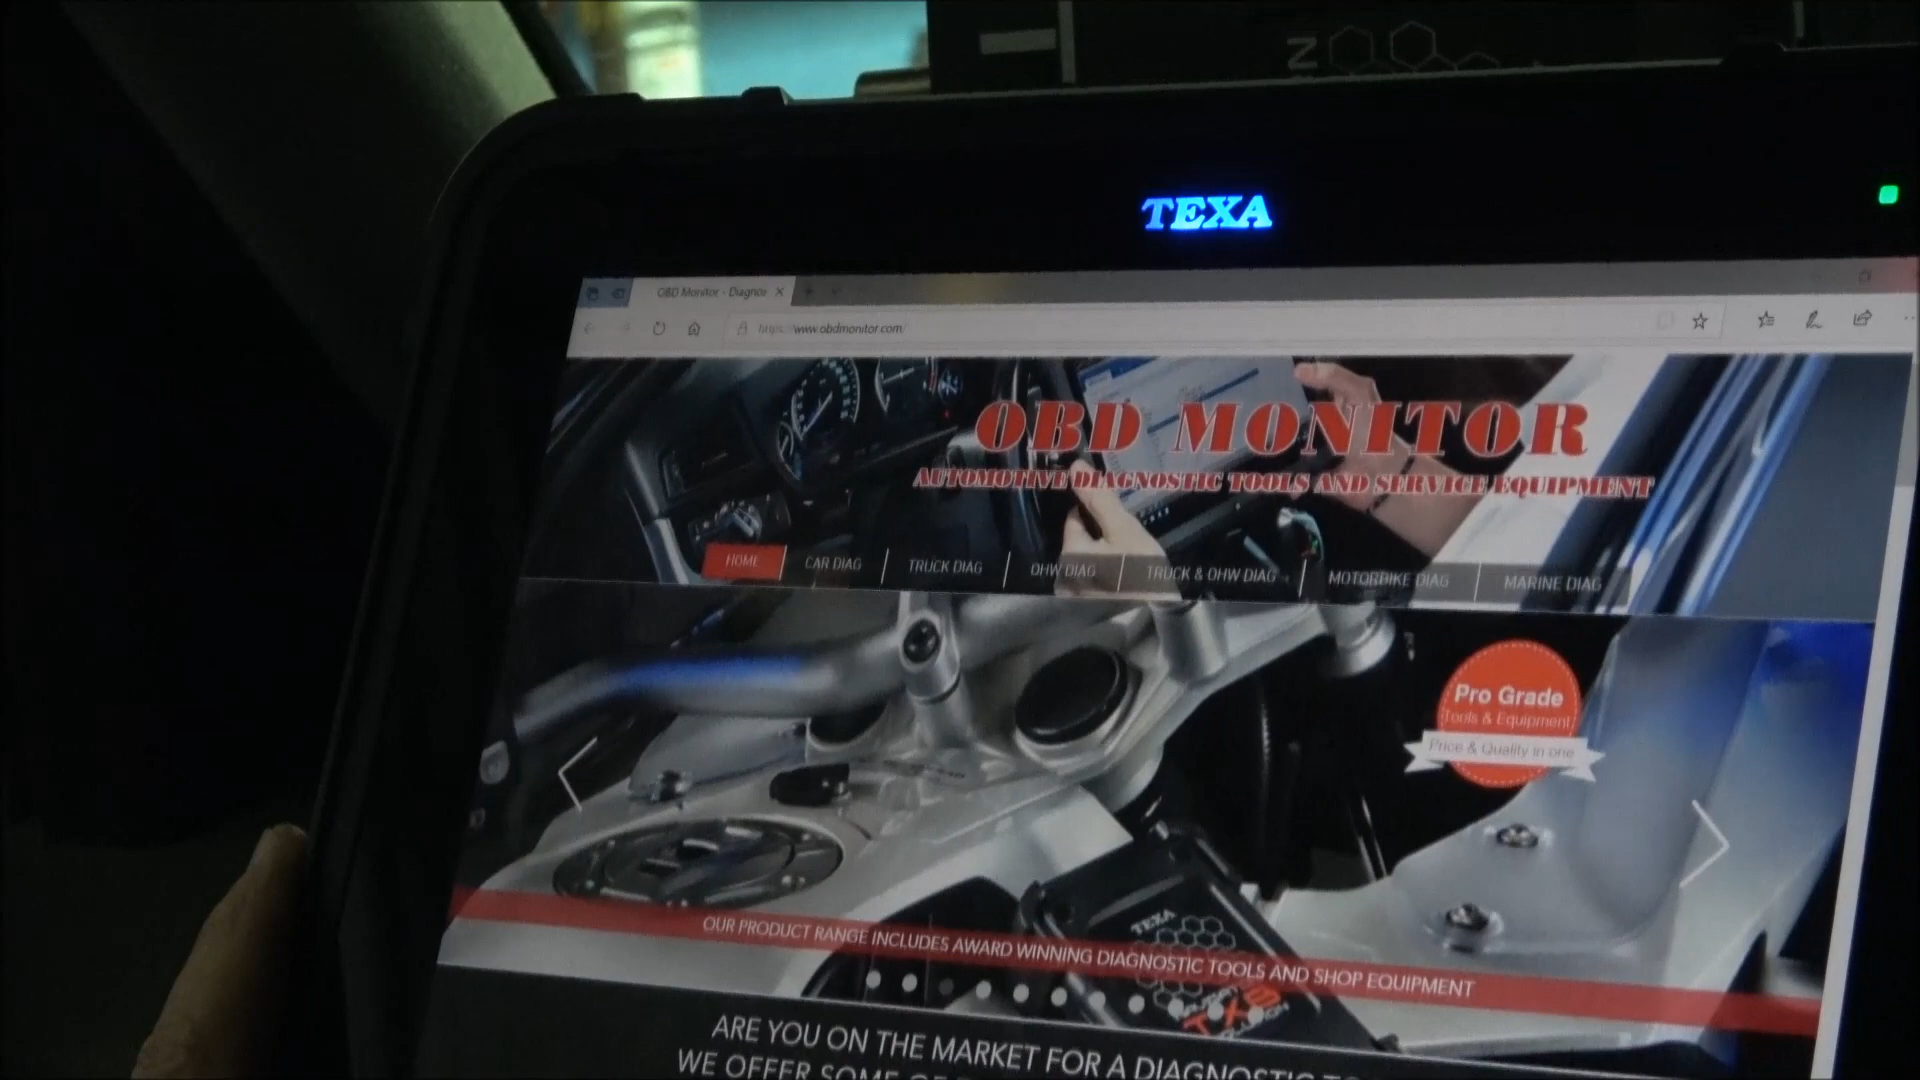 TEXA
OBD Monitor - Diagnos
https://www.obdmonitor.com/
OBD MONITOR
AUTOMOTIVE DIAGNOSTIC TOOLS AND SERVICE EQUIPMENT
HOME
CAR DIAG
TRUCK DIAG
OHW DIAG
TRUCK & OHW DIAG
MOTORBIKE DIAG
MARINE DIAG
Pro Grade
Tools & Equipment
Price & Quality in one
TEXA
OUR PRODUCT RANGE INCLUDES AWARD WINNING DIAGNOSTIC TOOLS AND SHOP EQUIPMENT
TXB
ARE YOU ON THE MARKET FOR A DIAGNOSTIC
WE OFFER SOME OF